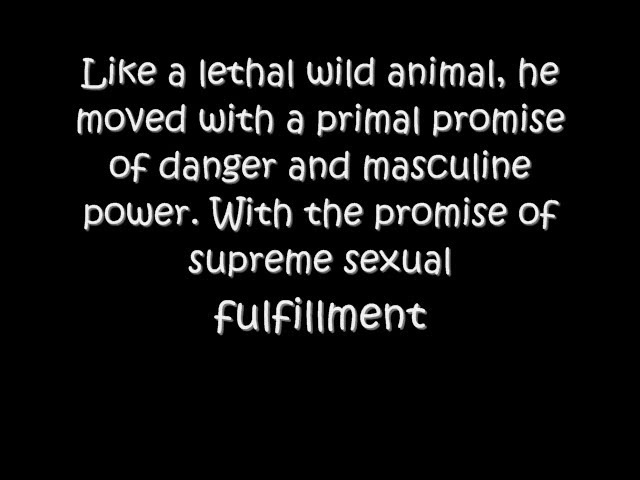 Like a lethal wild animal, he
moved with a primal promise
of danger and masculine
power. With the promise of
supreme sexual
fulfillment